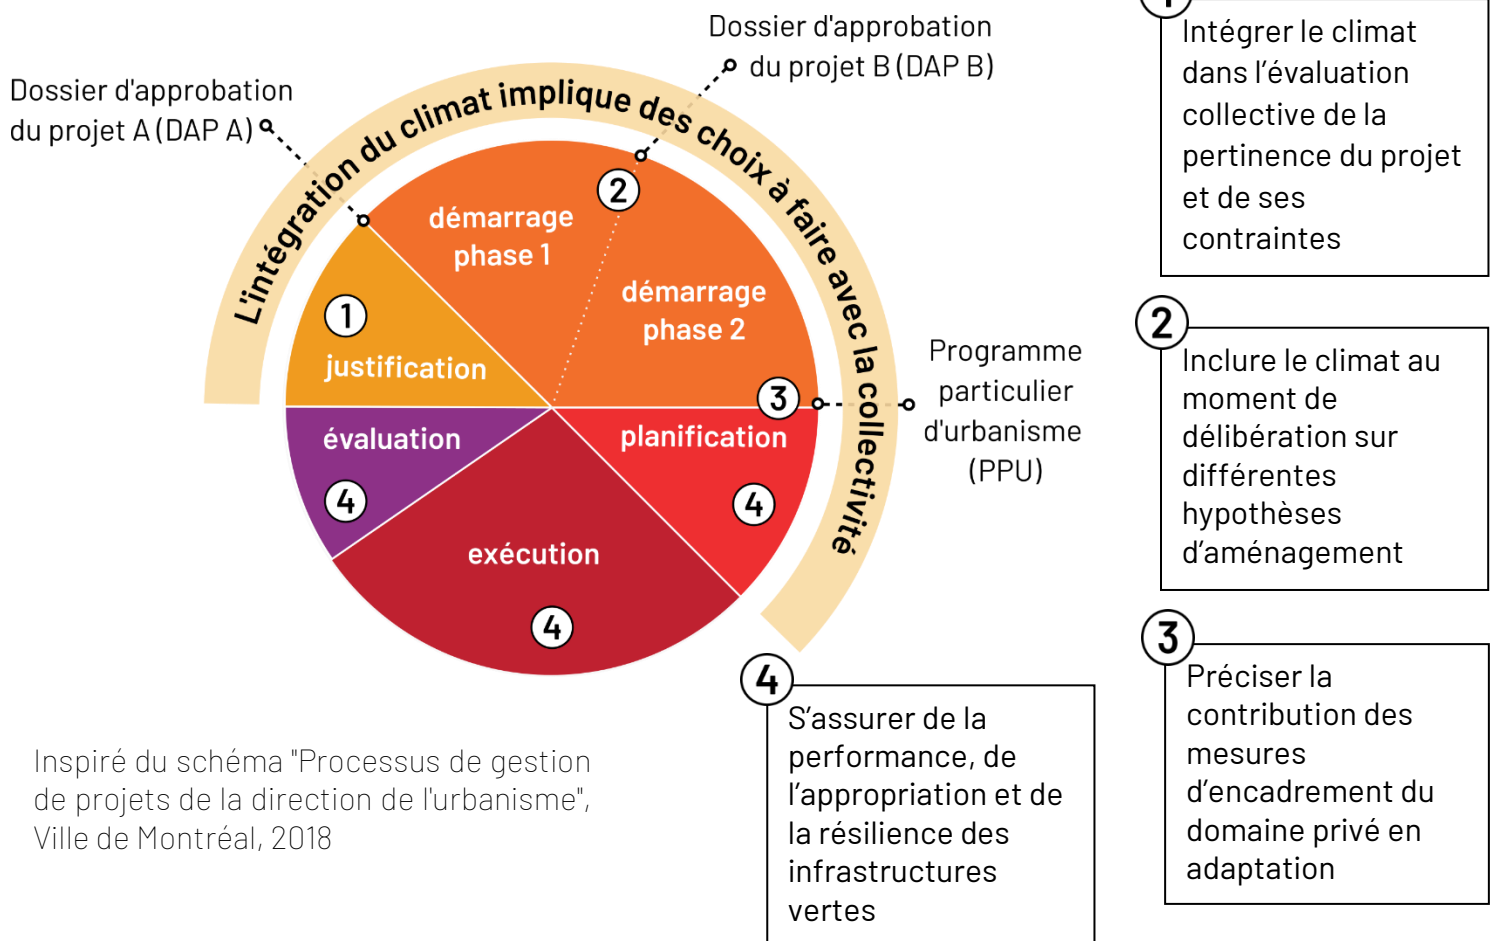 Dossier d'approbation
du projet A (DAP A)
Dossier d'approbation
du projet B (DAP B)
L'intégration du climat implique des choix à faire avec la collectivité
démarrage
phase 1
2
démarrage
phase 2
1
justification
3
Programme
particulier
d'urbanisme
(PPU)
évaluation
4
planification
4
exécution
4
1
Intégrer le climat
dans l’évaluation
collective de la
pertinence du projet
et de ses
contraintes
2
Inclure le climat au
moment de
délibération sur
différentes
hypothèses
d’aménagement
3
Préciser la
contribution des
mesures
d’encadrement du
domaine privé en
adaptation
4
S’assurer de la
performance, de
l’appropriation et de
la résilience des
infrastructures
vertes
Inspiré du schéma "Processus de gestion
de projets de la direction de l'urbanisme",
Ville de Montréal, 2018